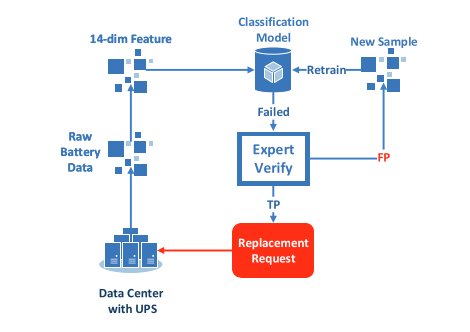 Classification
Model
14-dim Feature
New Sample
Retrain
Failed
Raw
Battery
Data
Expert
Verify
FP
TP
Replacement
Request
Data Center
with UPS